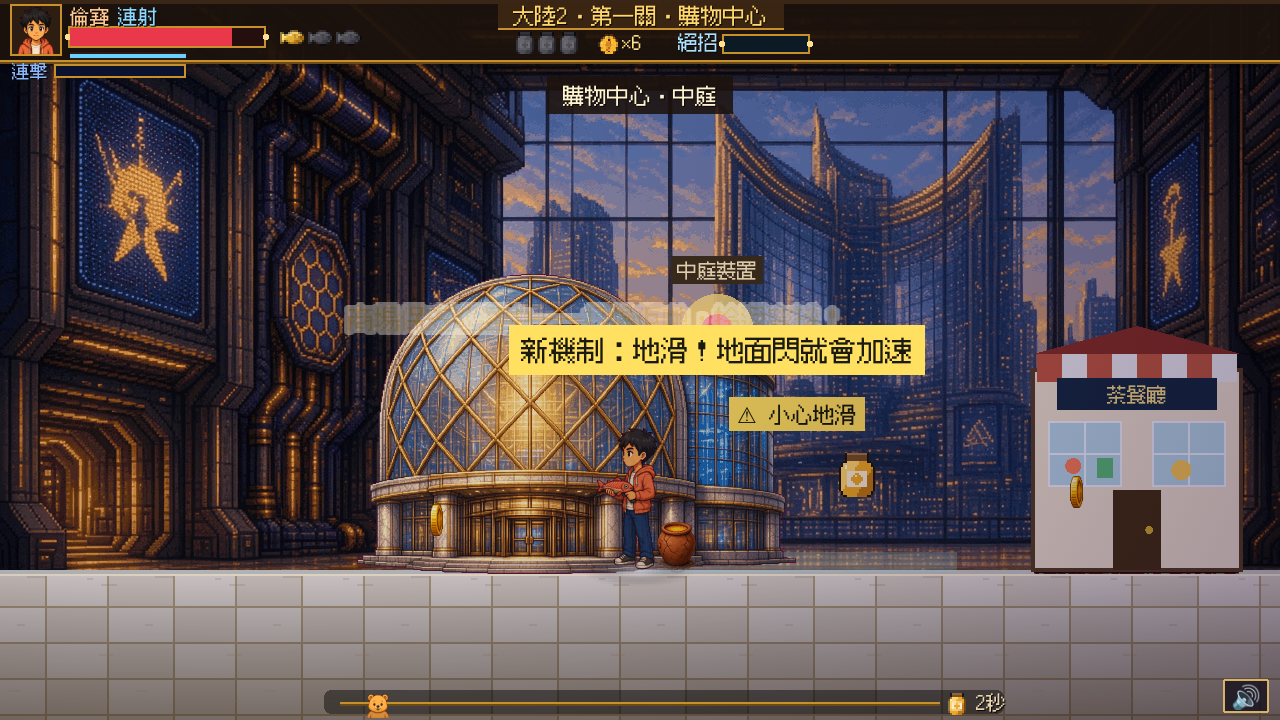 倫寶 連射
大陸2・第一關・購物中心
×6
絕招
連擊
購物中心・中庭
中庭裝置
新機制：地滑！地面閃就會加速
⚠ 小心地滑
茶餐廳
2秒